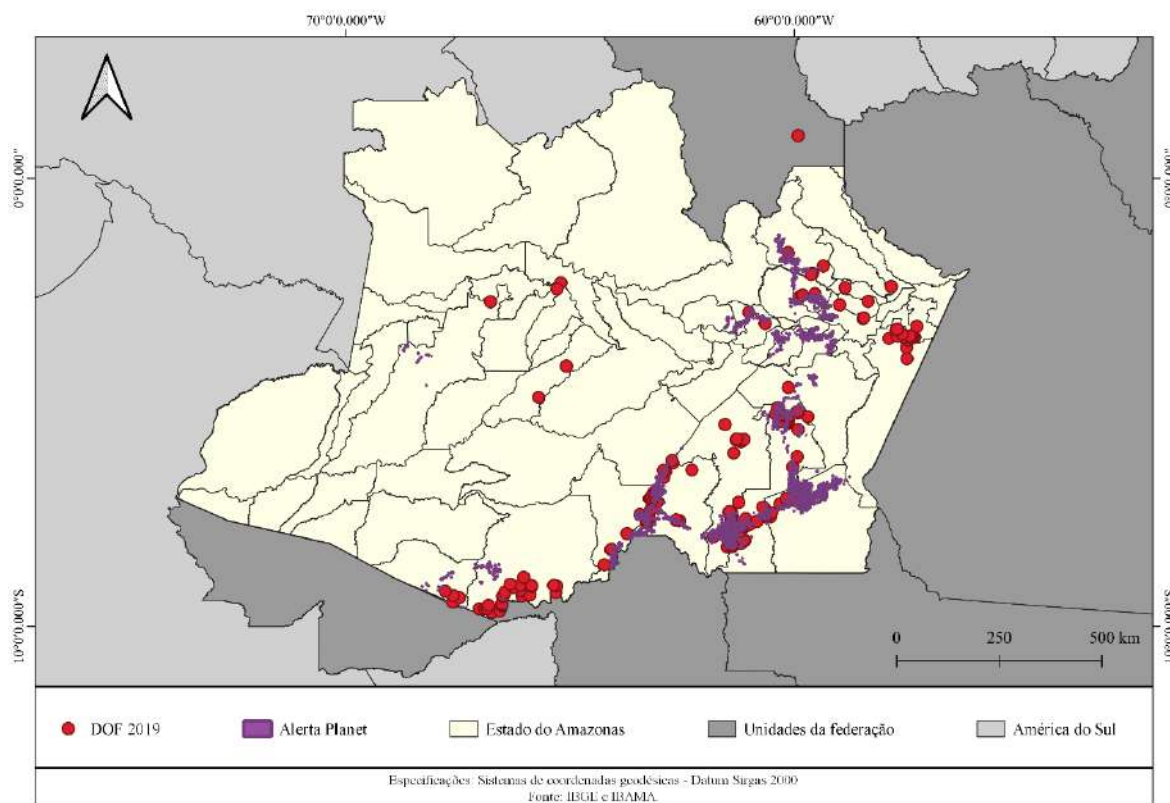 70°0'0.000"W 60°0'0.000"W
0°0'0.000" 0°0'0.000"
10°0'0.000"S 10°0'0.000"S
0 250 500 km
DOF 2019 Alerta Planet Estado do Amazonas Unidades da federação América do Sul
Especificações: Sistemas de coordenadas geodésicas - Datum Sirgas 2000
Fonte: IBGE e IBAMA.